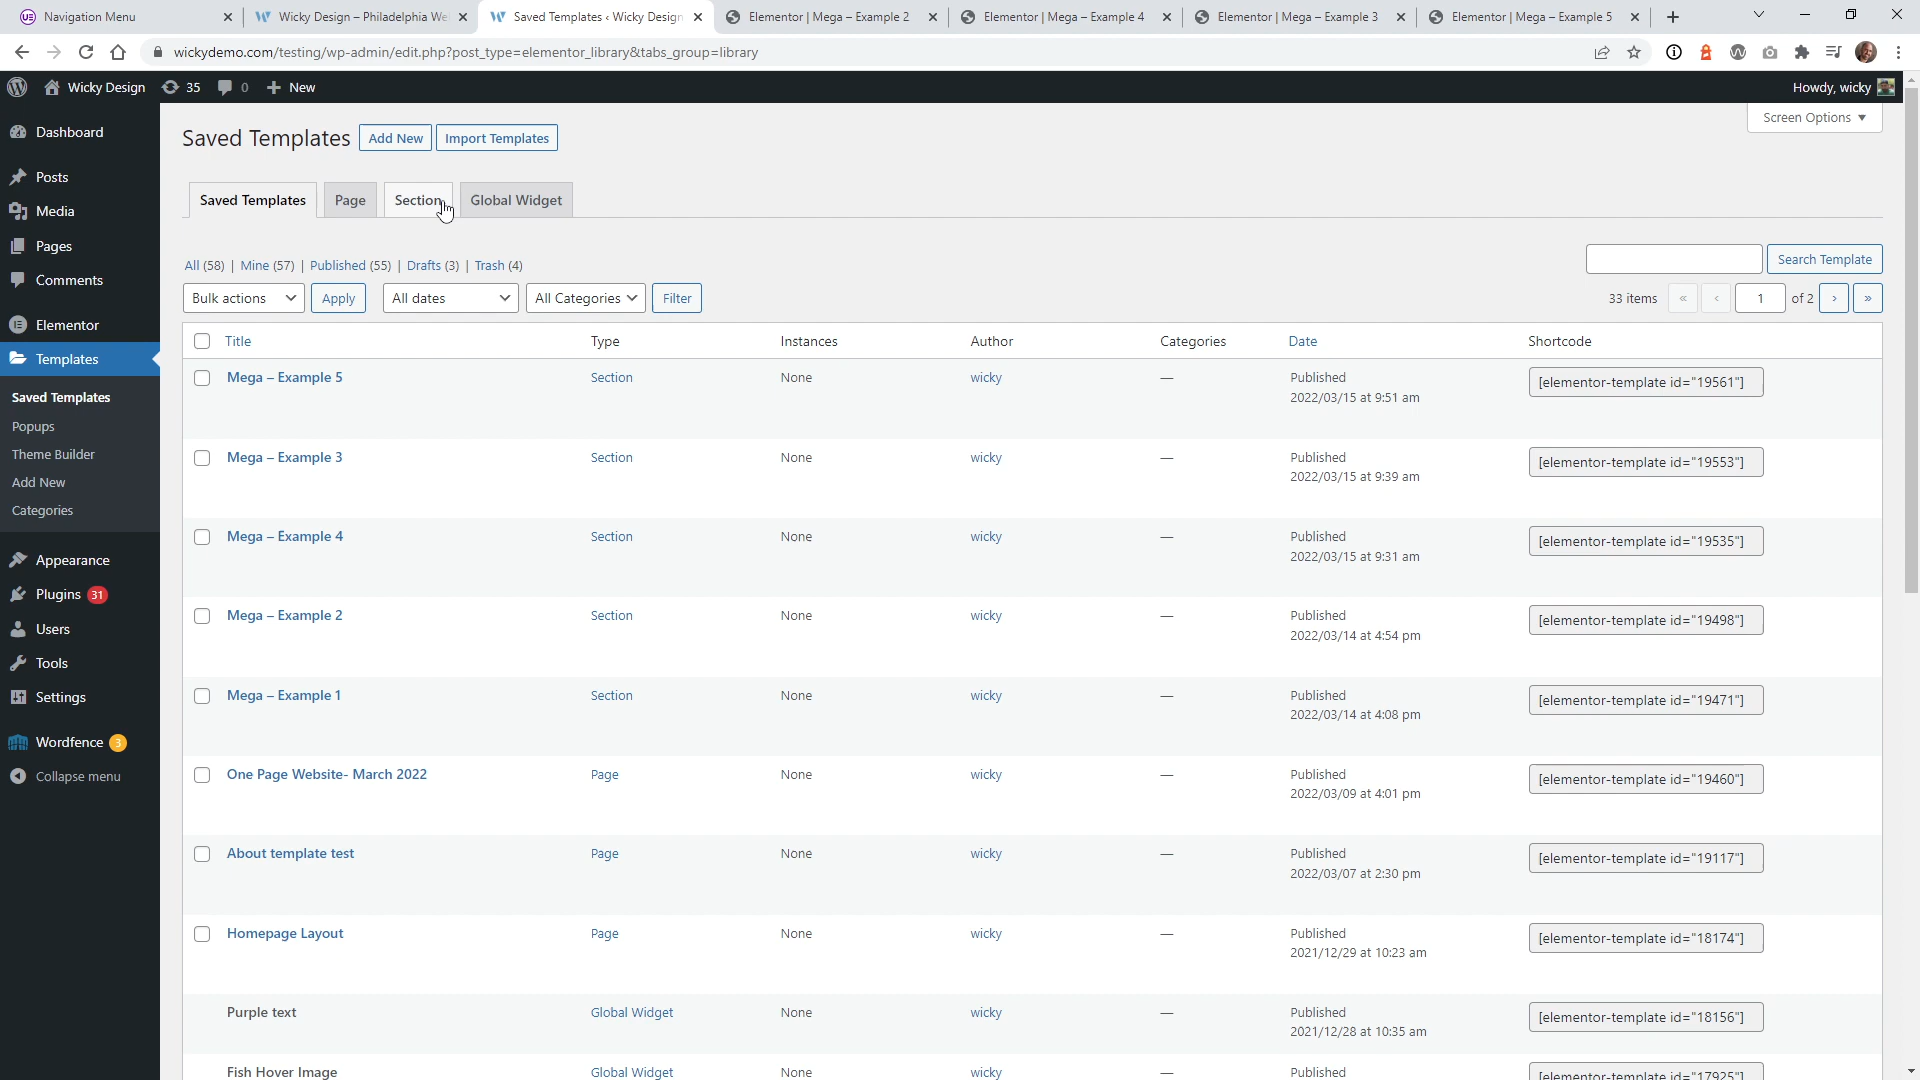 Navigation Menu
Wicky Design – Philadelphia We
Saved Templates ‹ Wicky Design
Elementor | Mega – Example 2
Elementor | Mega – Example 4
Elementor | Mega – Example 3
Elementor | Mega – Example 5
wickydemo.com/testing/wp-admin/edit.php?post_type=elementor_library&tabs_group=library
Wicky Design 35 0 New
Howdy, wicky
Dashboard
Posts
Media
Pages
Comments
Elementor
Templates
Saved Templates
Popups
Theme Builder
Add New
Categories
Appearance
Plugins 31
Users
Tools
Settings
Wordfence 3
Collapse menu
Screen Options
Saved Templates Add New Import Templates
Saved Templates Page Section Global Widget
All (58) | Mine (57) | Published (55) | Drafts (3) | Trash (4)
Search Template
Bulk actions Apply All dates All Categories Filter
33 items « ‹ 1 of 2 › »
Title Type Instances Author Categories Date Shortcode
Mega – Example 5 Section None wicky — Published [elementor-template id="19561"]
2022/03/15 at 9:51 am
Mega – Example 3 Section None wicky — Published [elementor-template id="19553"]
2022/03/15 at 9:39 am
Mega – Example 4 Section None wicky — Published [elementor-template id="19535"]
2022/03/15 at 9:31 am
Mega – Example 2 Section None wicky — Published [elementor-template id="19498"]
2022/03/14 at 4:54 pm
Mega – Example 1 Section None wicky — Published [elementor-template id="19471"]
2022/03/14 at 4:08 pm
One Page Website- March 2022 Page None wicky — Published [elementor-template id="19460"]
2022/03/09 at 4:01 pm
About template test Page None wicky — Published [elementor-template id="19117"]
2022/03/07 at 2:30 pm
Homepage Layout Page None wicky — Published [elementor-template id="18174"]
2021/12/29 at 10:23 am
Purple text Global Widget None wicky — Published [elementor-template id="18156"]
2021/12/28 at 10:35 am
Fish Hover Image Global Widget None wicky — Published [elementor-template id="17925"]